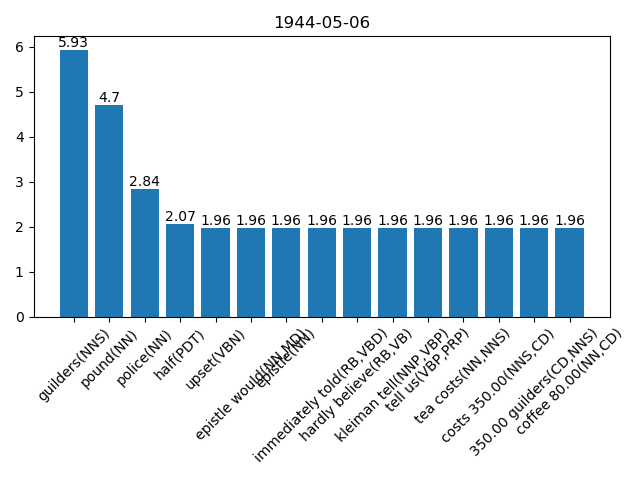 1944-05-06
6
5
4
3
2
1
0
5.93
4.7
2.84
2.07
1.96
1.96
1.96
1.96
1.96
1.96
1.96
1.96
1.96
1.96
1.96
guilders(NNS)
pound(NN)
police(NN)
half(PDT)
upset(VBN)
epistle would(NN,MD)
epistle(NN)
immediately told(RB,VBD)
hardly believe(RB,VB)
kleiman tell(NNP,VBP)
tell us(VBP,PRP)
tea costs(NN,NNS)
costs 350.00(NNS,CD)
350.00 guilders(CD,NNS)
coffee 80.00(NN,CD)